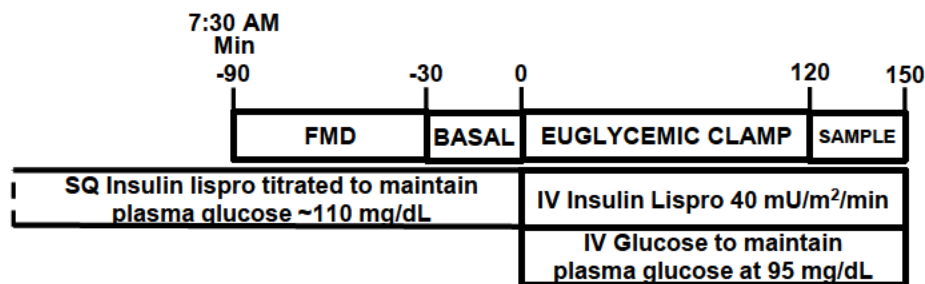 7:30 AM
Min
-90 -30 0 120 150
FMD BASAL EUGLYCEMIC CLAMP SAMPLE
SQ Insulin lispro titrated to maintain
plasma glucose ~110 mg/dL
IV Insulin Lispro 40 mU/m²/min
IV Glucose to maintain
plasma glucose at 95 mg/dL